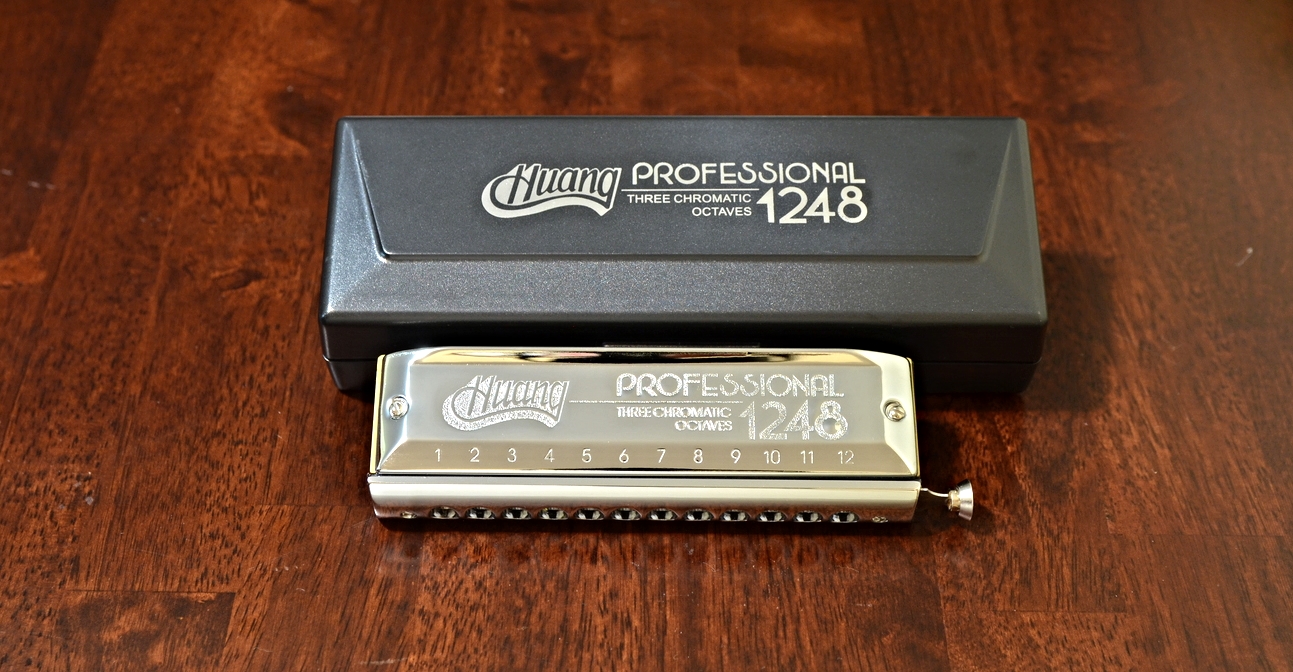 Huang PROFESSIONAL
THREE CHROMATIC
OCTAVES 1248
Huang PROFESSIONAL
THREE CHROMATIC
OCTAVES 1248
1 2 3 4 5 6 7 8 9 10 11 12